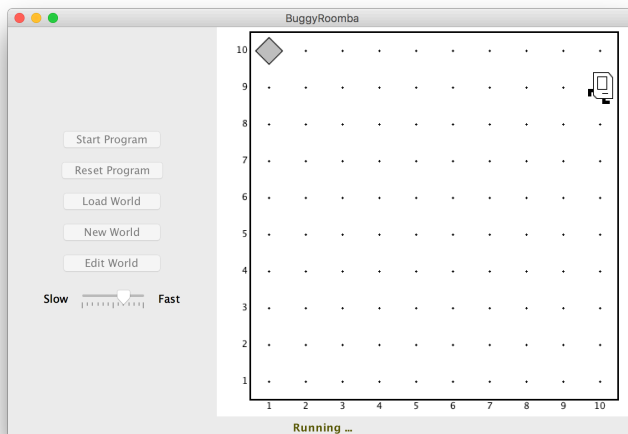 BuggyRoomba
Start Program
Reset Program
Load World
New World
Edit World
Slow Fast
10
9
8
7
6
5
4
3
2
1
1 2 3 4 5 6 7 8 9 10
Running ...